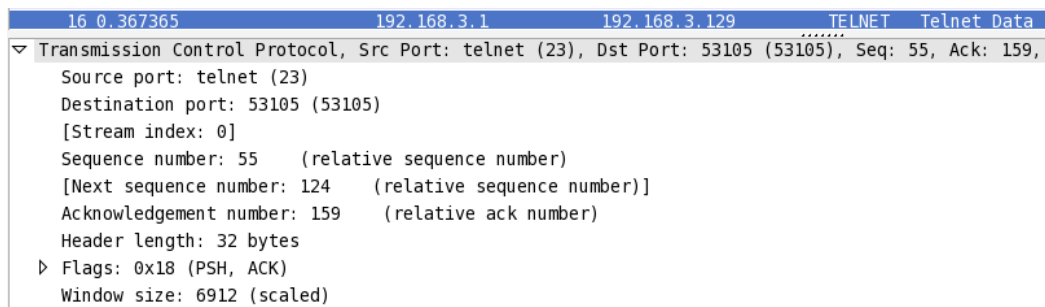 16 0.367365 192.168.3.1 192.168.3.129 TELNET Telnet Data
Transmission Control Protocol, Src Port: telnet (23), Dst Port: 53105 (53105), Seq: 55, Ack: 159,
Source port: telnet (23)
Destination port: 53105 (53105)
[Stream index: 0]
Sequence number: 55 (relative sequence number)
[Next sequence number: 124 (relative sequence number)]
Acknowledgement number: 159 (relative ack number)
Header length: 32 bytes
Flags: 0x18 (PSH, ACK)
Window size: 6912 (scaled)